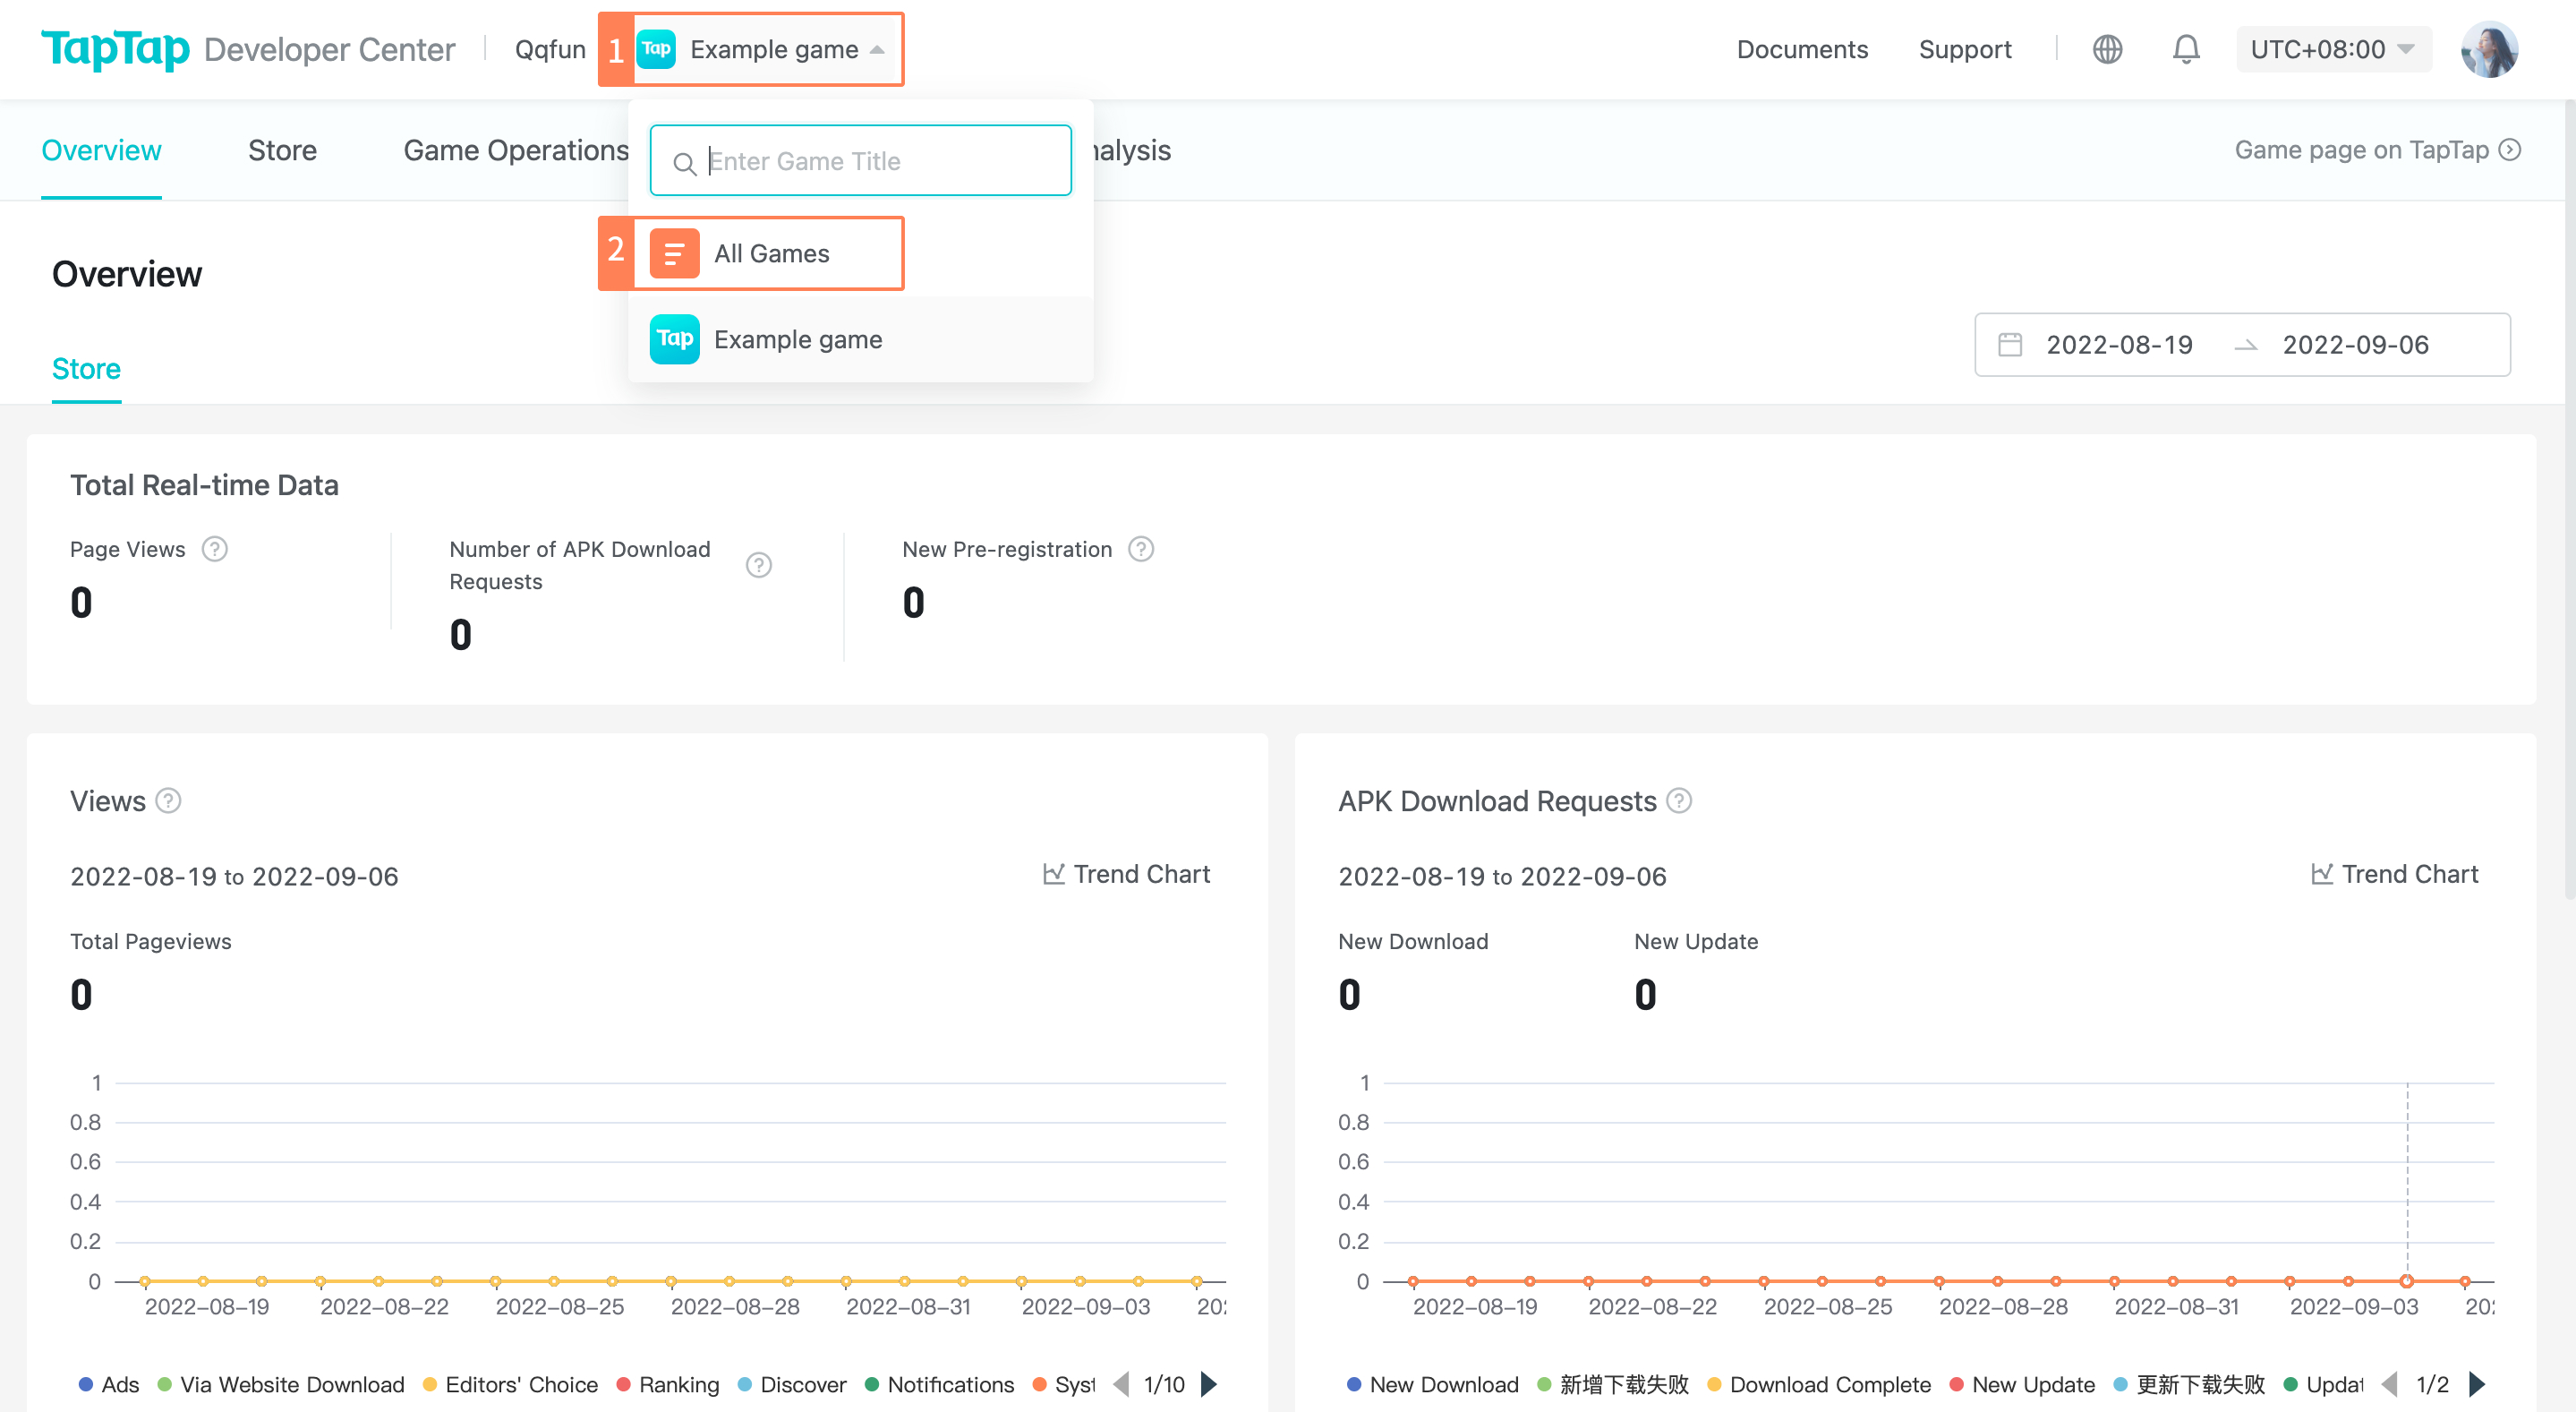 TapTap Developer Center
Qqfun
1
Tap
Example game
Documents
Support
UTC+08:00
Overview
Store
Game Operations
nalysis
Game page on TapTap
Enter Game Title
2
All Games
Tap
Example game
Overview
Store
2022-08-19
2022-09-06
Total Real-time Data
Page Views
0
Number of APK Download
Requests
0
New Pre-registration
0
Views
2022-08-19 to 2022-09-06
Trend Chart
Total Pageviews
0
1
0.8
0.6
0.4
0.2
0
2022-08-19
2022-08-22
2022-08-25
2022-08-28
2022-08-31
2022-09-03
202
Ads
Via Website Download
Editors' Choice
Ranking
Discover
Notifications
Syst
1/10
APK Download Requests
2022-08-19 to 2022-09-06
Trend Chart
New Download
0
New Update
0
1
0.8
0.6
0.4
0.2
0
2022-08-19
2022-08-22
2022-08-25
2022-08-28
2022-08-31
2022-09-03
202
New Download
新增下载失败
Download Complete
New Update
更新下载失败
Updat
1/2